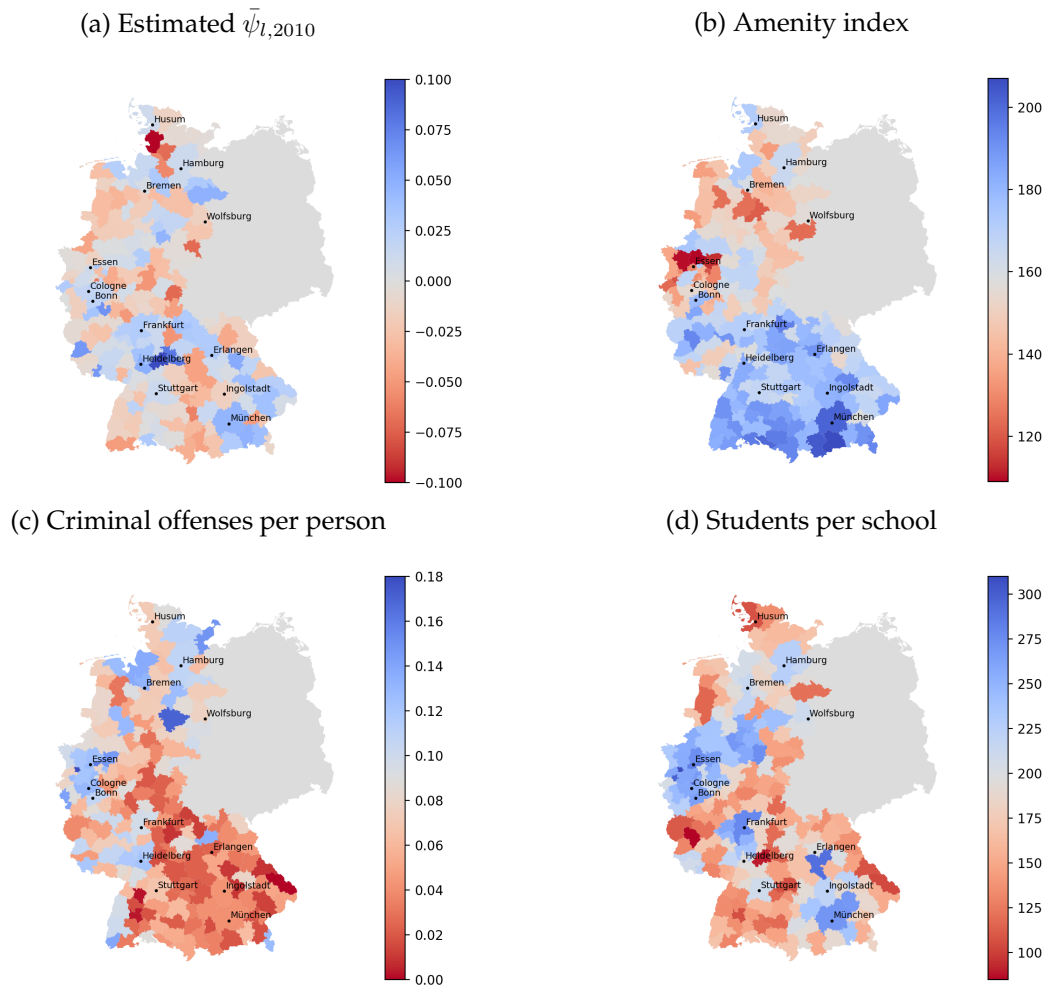 (a) Estimated ψ̄_{l,2010}
Husum
Hamburg
Bremen
Wolfsburg
Essen
Cologne
Bonn
Frankfurt
Heidelberg
Erlangen
Stuttgart
Ingolstadt
München
0.100
0.075
0.050
0.025
0.000
−0.025
−0.050
−0.075
−0.100
(b) Amenity index
Husum
Hamburg
Bremen
Wolfsburg
Essen
Cologne
Bonn
Frankfurt
Heidelberg
Erlangen
Stuttgart
Ingolstadt
München
200
180
160
140
120
(c) Criminal offenses per person
Husum
Hamburg
Bremen
Wolfsburg
Essen
Cologne
Bonn
Frankfurt
Heidelberg
Erlangen
Stuttgart
Ingolstadt
München
0.18
0.16
0.14
0.12
0.10
0.08
0.06
0.04
0.02
0.00
(d) Students per school
Husum
Hamburg
Bremen
Wolfsburg
Essen
Cologne
Bonn
Frankfurt
Heidelberg
Erlangen
Stuttgart
Ingolstadt
München
300
275
250
225
200
175
150
125
100